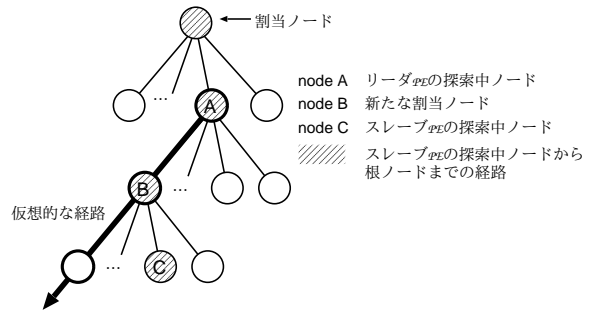 割当ノード
node A リーダPEの探索中ノード
node B 新たな割当ノード
node C スレーブPEの探索中ノード
スレーブPEの探索中ノードから
根ノードまでの経路
...
A
B
...
仮想的な経路
...
C